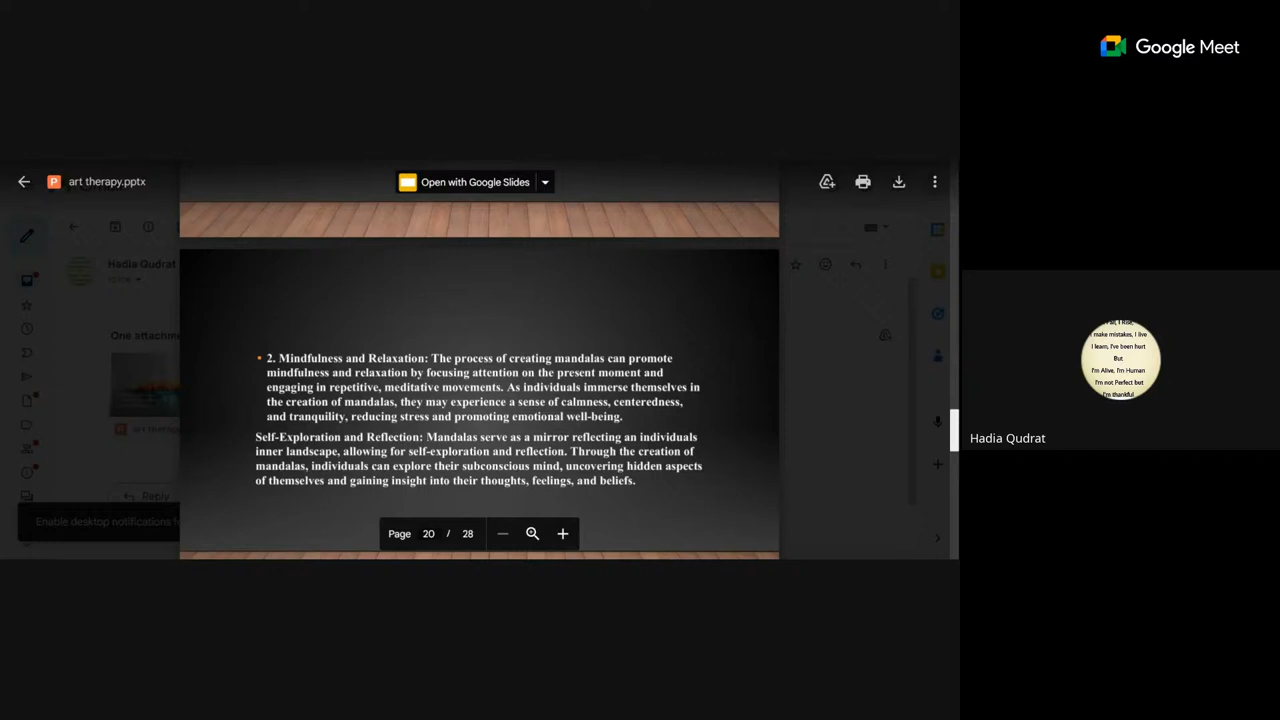 Google Meet
art therapy.pptx
Open with Google Slides
Hadia Qudrat
One attachm
Reply
Enable desktop notifications f
• 2. Mindfulness and Relaxation: The process of creating mandalas can promote
mindfulness and relaxation by focusing attention on the present moment and
engaging in repetitive, meditative movements. As individuals immerse themselves in
the creation of mandalas, they may experience a sense of calmness, centeredness,
and tranquility, reducing stress and promoting emotional well-being.
Self-Exploration and Reflection: Mandalas serve as a mirror reflecting an individuals
inner landscape, allowing for self-exploration and reflection. Through the creation of
mandalas, individuals can explore their subconscious mind, uncovering hidden aspects
of themselves and gaining insight into their thoughts, feelings, and beliefs.
Page 20 / 28
make mistakes, I live
I learn, I've been hurt
But
I'm Alive, I'm Human
I'm not Perfect but
I'm thankful
Hadia Qudrat